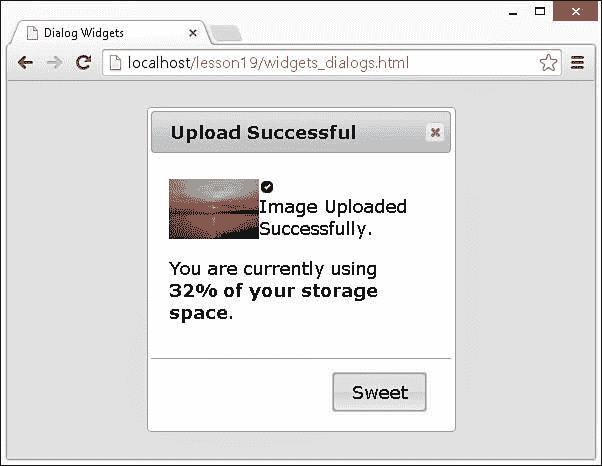 Dialog Widgets
localhost/lesson19/widgets_dialogs.html
Upload Successful
Image Uploaded
Successfully.
You are currently using
32% of your storage
space.
Sweet